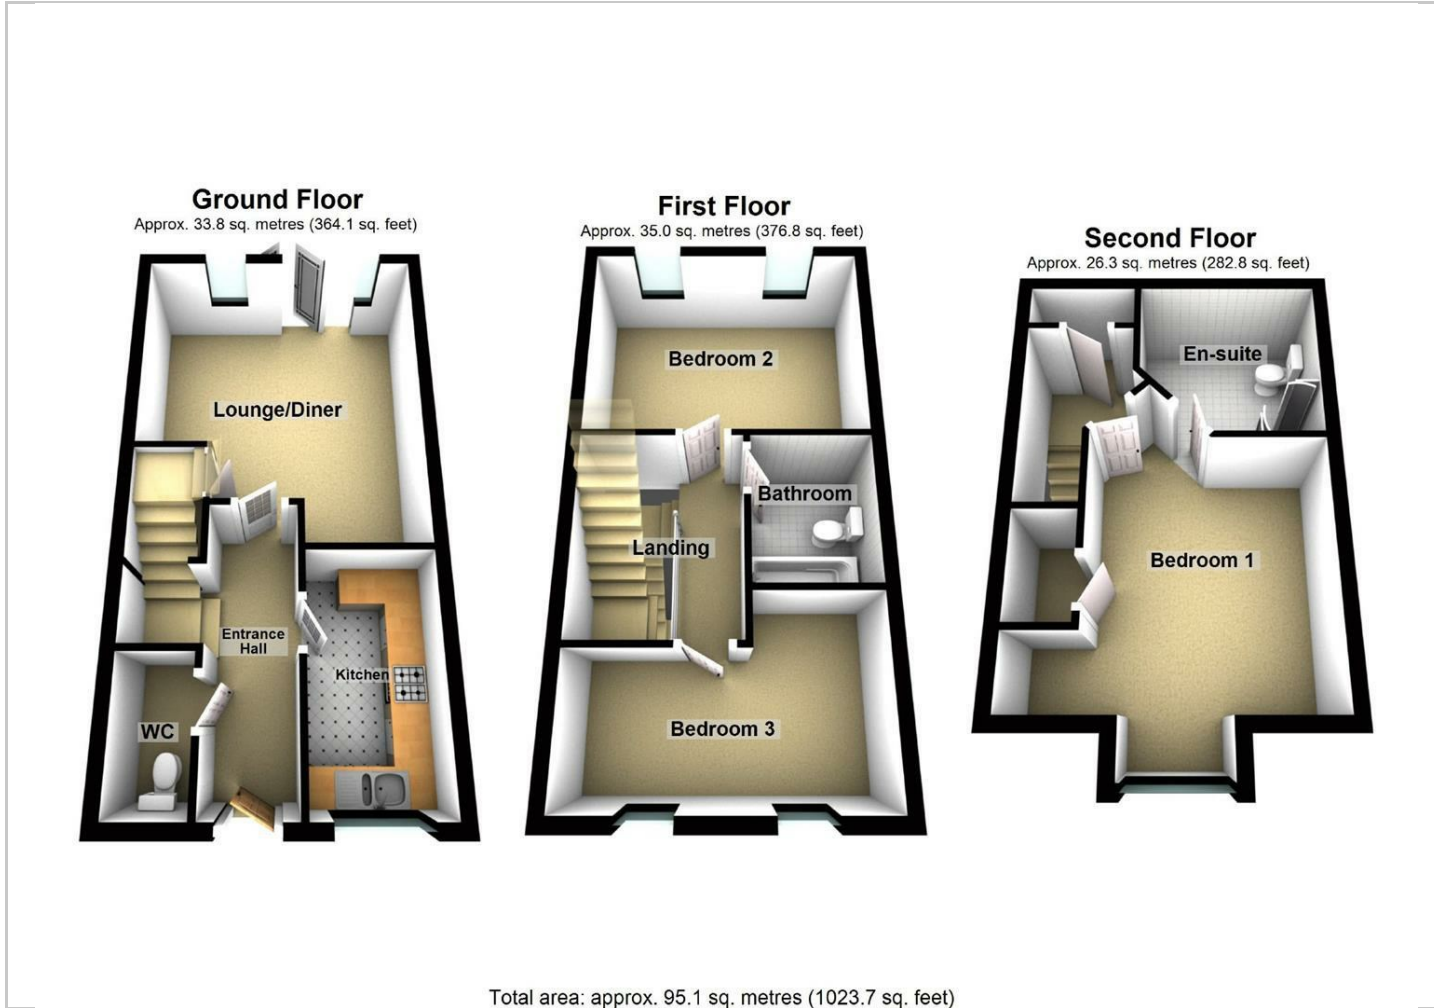 Ground Floor
Approx. 33.8 sq. metres (364.1 sq. feet)
Lounge/Diner
Entrance
Hall
Kitchen
WC
First Floor
Approx. 35.0 sq. metres (376.8 sq. feet)
Bedroom 2
Bathroom
Landing
Bedroom 3
Second Floor
Approx. 26.3 sq. metres (282.8 sq. feet)
En-suite
Bedroom 1
Total area: approx. 95.1 sq. metres (1023.7 sq. feet)